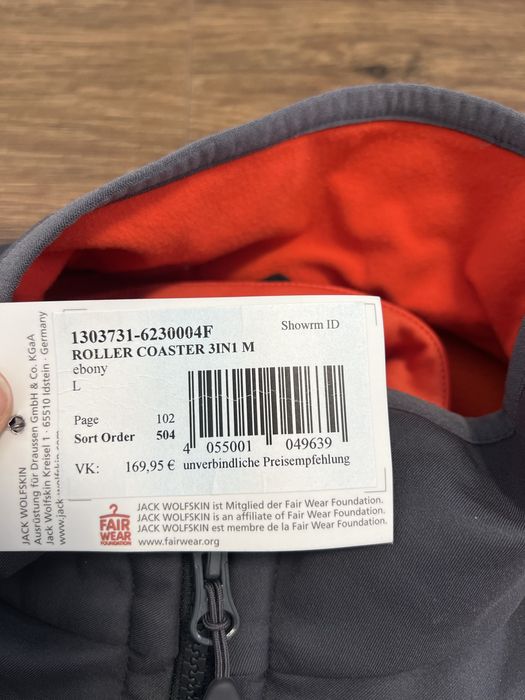 1303731-6230004F
Showrm ID
ROLLER COASTER 3IN1 M
ebony
L
Page 102
Sort Order 504
4 055001 049639
VK: 169,95 € unverbindliche Preisempfehlung
JACK WOLFSKIN
Ausrüstung für Draussen GmbH & Co. KGaA
Jack Wolfskin Kreisel 1 · 65510 Idstein · Germany
www.jack
FAIR
WEAR
FOUNDATION
JACK WOLFSKIN ist Mitglied der Fair Wear Foundation.
JACK WOLFSKIN is an affiliate of Fair Wear Foundation.
JACK WOLFSKIN est membre de la Fair Wear Foundation.
www.fairwear.org